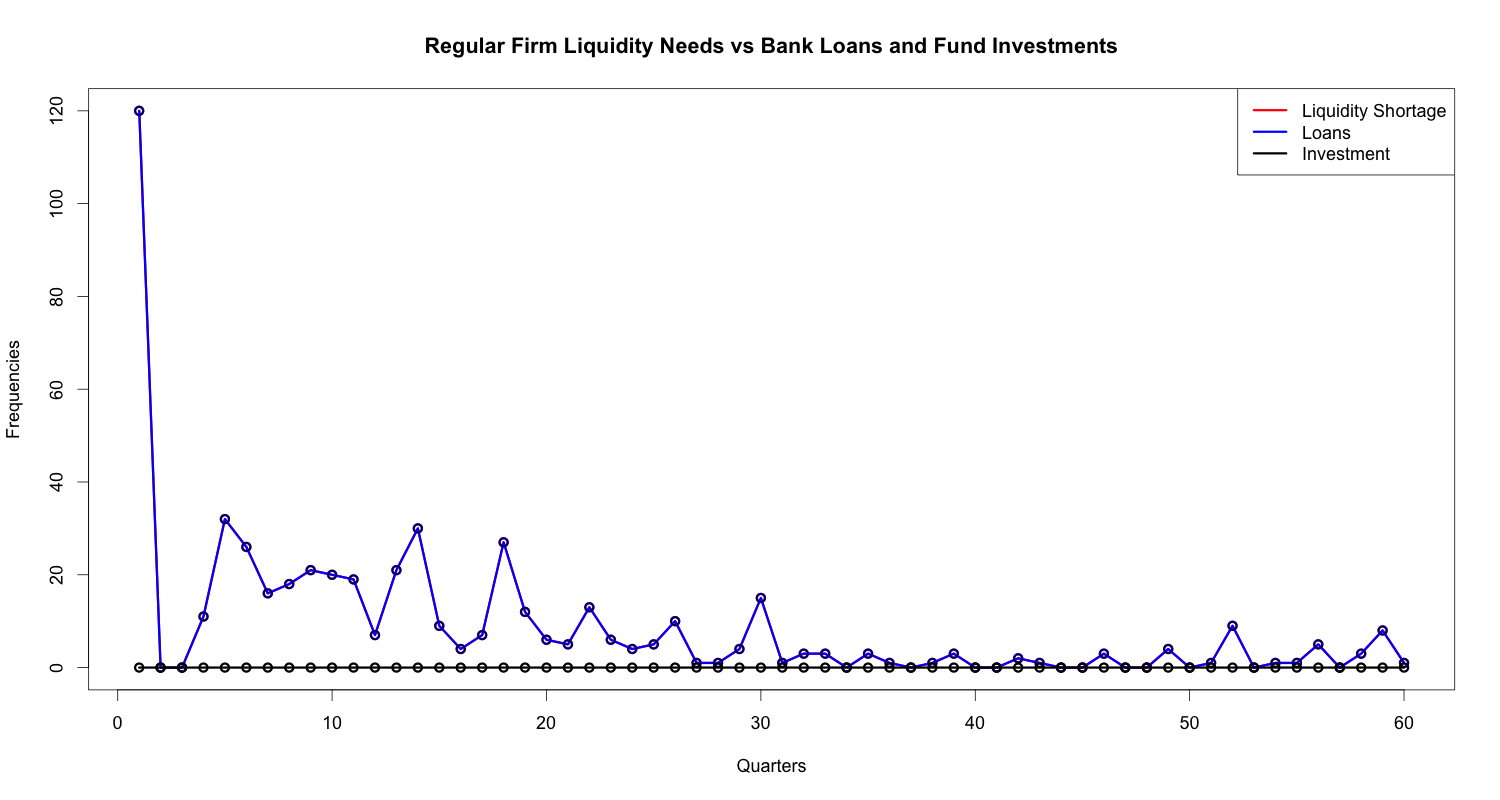 Regular Firm Liquidity Needs vs Bank Loans and Fund Investments
Liquidity Shortage
Loans
Investment
120
100
80
60
40
20
0
Frequencies
0 10 20 30 40 50 60
Quarters